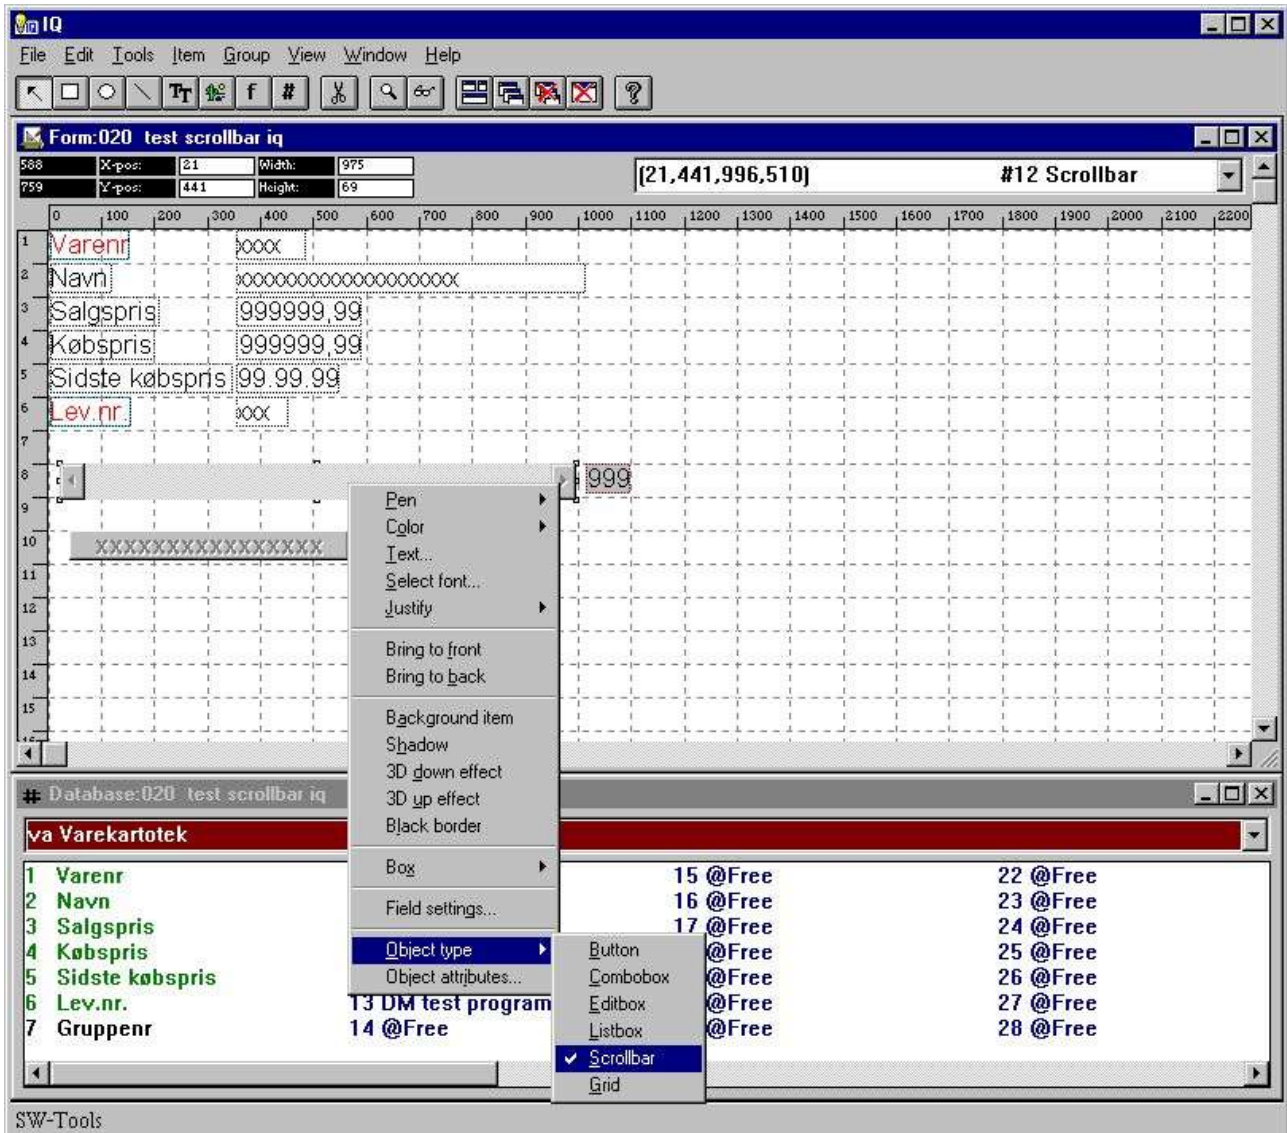 IQ
File Edit Tools Item Group View Window Help
TT f # ?
Form:020 test scrollbar iq
588 X-pos: 21 Width: 975
759 Y-pos: 441 Height: 69
(21,441,996,510) #12 Scrollbar
0 100 200 300 400 500 600 700 800 900 1000 1100 1200 1300 1400 1500 1600 1700 1800 1900 2000 2100 2200
1 Varenr xxxx
2 Navn xxxxxxxxxxxxxxxxxxxx
3 Salgspris 999999,99
4 Købspris 999999,99
5 Sidste købspris 99.99.99
6 Lev.nr. xxx
7
8 999
9
10 XXXXXXXXXXXXXXXX
11
12
13
14
15
Pen
Color
Text...
Select font...
Justify
Bring to front
Bring to back
Background item
Shadow
3D down effect
3D up effect
Black border
Box
Field settings...
Object type
Object attributes...
Button
Combobox
Editbox
Listbox
Scrollbar
Grid
# Database:020 test scrollbar iq
va Varekartotek
1 Varenr 15 @Free 22 @Free
2 Navn 16 @Free 23 @Free
3 Salgspris 17 @Free 24 @Free
4 Købspris @Free 25 @Free
5 Sidste købspris @Free 26 @Free
6 Lev.nr. 13 DM test program @Free 27 @Free
7 Gruppenr 14 @Free @Free 28 @Free
SW-Tools